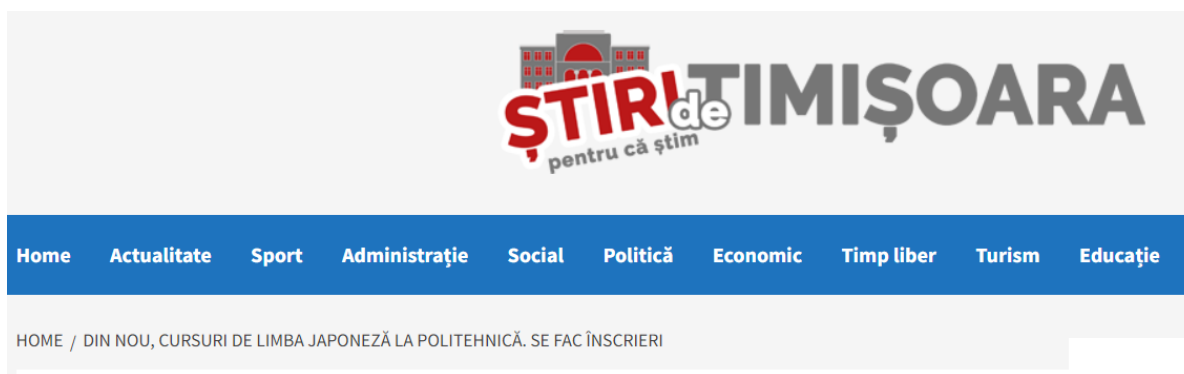 ȘTIRI de TIMIȘOARA
pentru că știm
Home Actualitate Sport Administrație Social Politică Economic Timp liber Turism Educație
HOME / DIN NOU, CURSURI DE LIMBA JAPONEZĂ LA POLITEHNICĂ. SE FAC ÎNSCRIERI